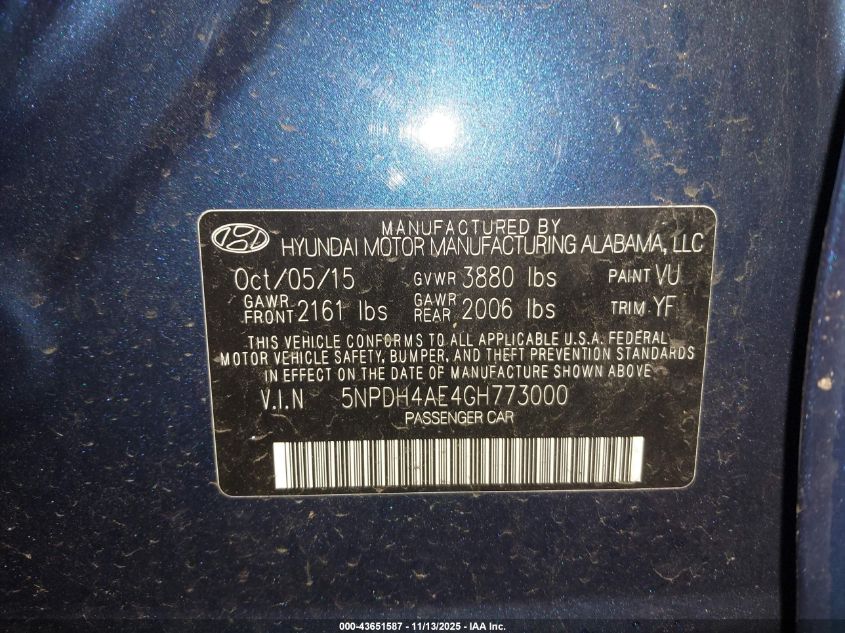 MANUFACTURED BY
HYUNDAI MOTOR MANUFACTURING ALABAMA, LLC
Oct/05/15 GVWR 3880 lbs PAINT VU
GAWR FRONT 2161 lbs GAWR REAR 2006 lbs TRIM YF
THIS VEHICLE CONFORMS TO ALL APPLICABLE U.S.A. FEDERAL
MOTOR VEHICLE SAFETY, BUMPER, AND THEFT PREVENTION STANDARDS
IN EFFECT ON THE DATE OF MANUFACTURE SHOWN ABOVE
V.I.N 5NPDH4AE4GH773000
PASSENGER CAR
000-43651587 - 11/13/2025 - IAA Inc.